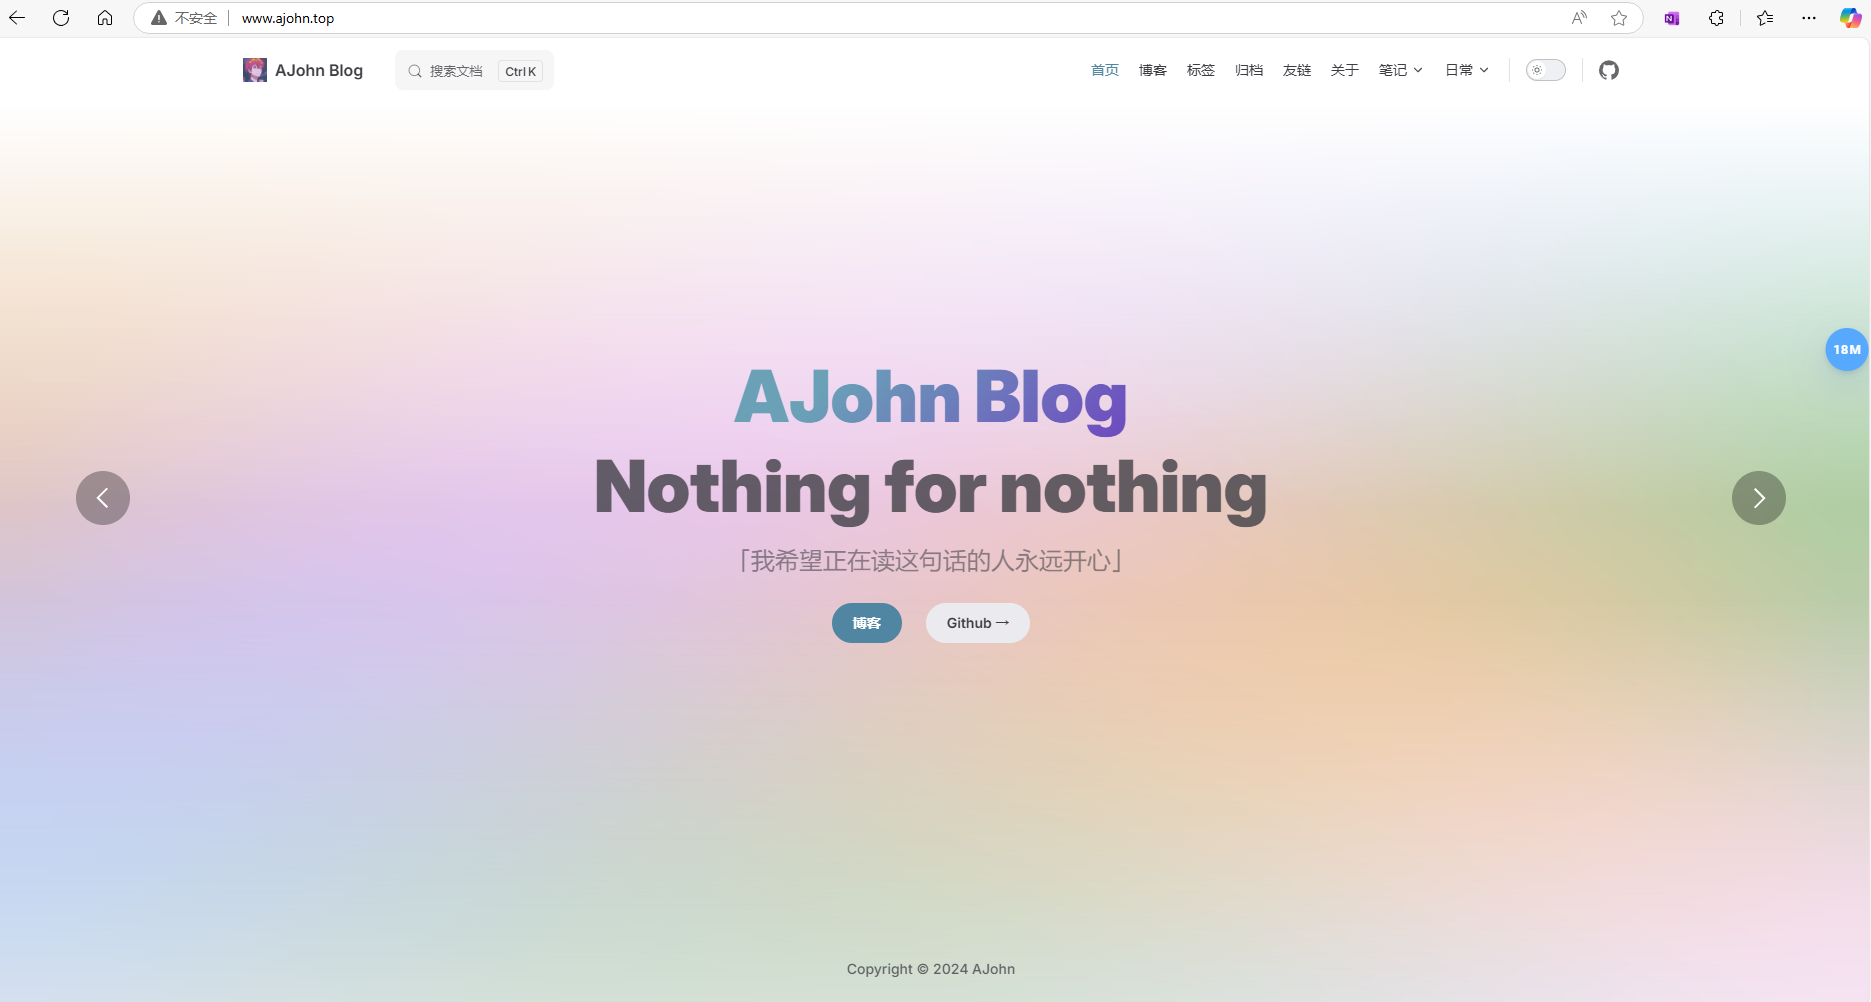 不安全 www.ajohn.top
AJohn Blog 搜索文档 Ctrl K 首页 博客 标签 归档 友链 关于 笔记 日常
18M
AJohn Blog
Nothing for nothing
「我希望正在读这句话的人永远开心」
博客 Github →
Copyright © 2024 AJohn